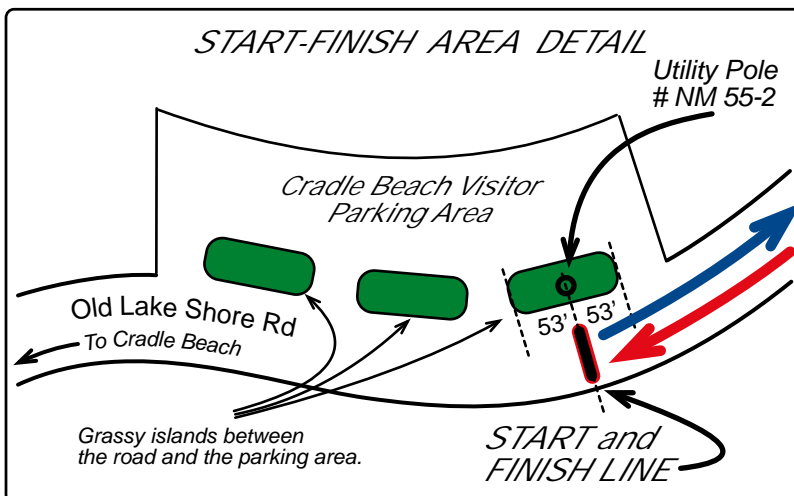 START-FINISH AREA DETAIL
Utility Pole
# NM 55-2
Cradle Beach Visitor
Parking Area
53' 53'
Old Lake Shore Rd
To Cradle Beach
Grassy islands between
the road and the parking area.
START and
FINISH LINE